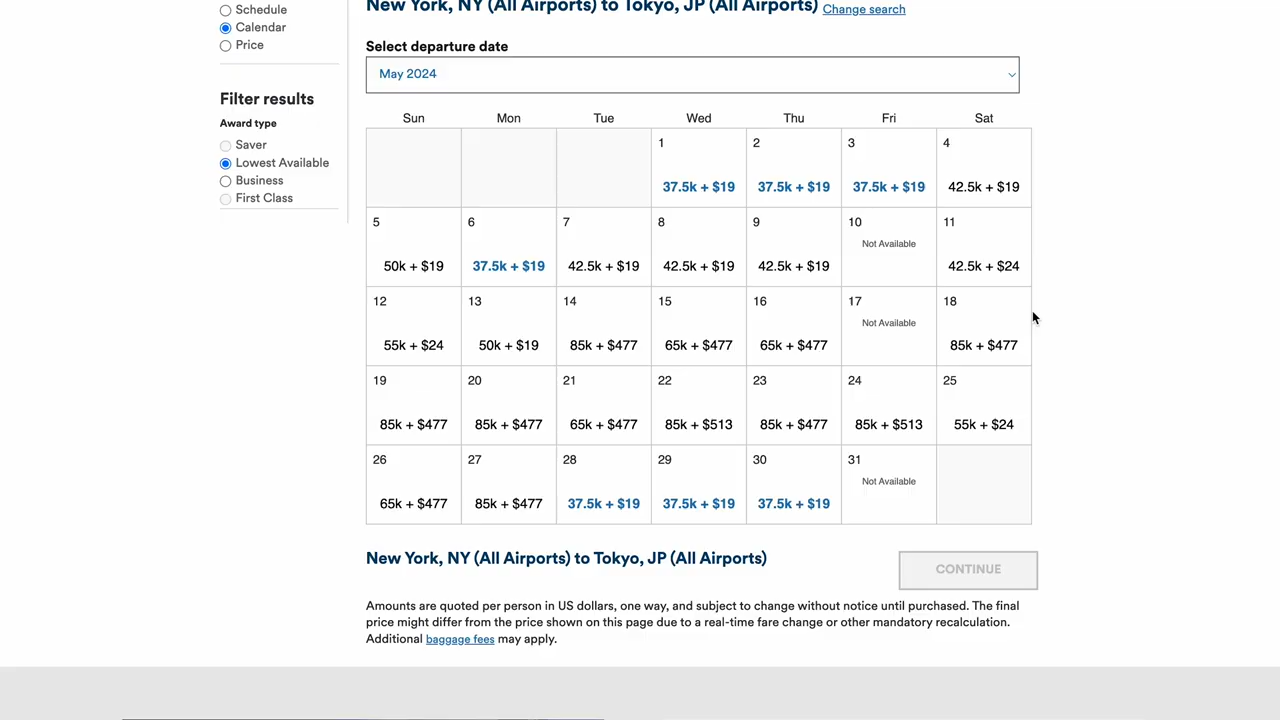 Schedule
Calendar
Price
Filter results
Award type
Saver
Lowest Available
Business
First Class
New York, NY (All Airports) to Tokyo, JP (All Airports) Change search
Select departure date
May 2024
Sun Mon Tue Wed Thu Fri Sat
1 2 3 4
37.5k + $19 37.5k + $19 37.5k + $19 42.5k + $19
5 6 7 8 9 10 11
Not Available
50k + $19 37.5k + $19 42.5k + $19 42.5k + $19 42.5k + $19 42.5k + $24
12 13 14 15 16 17 18
Not Available
55k + $24 50k + $19 85k + $477 65k + $477 65k + $477 85k + $477
19 20 21 22 23 24 25
85k + $477 85k + $477 65k + $477 85k + $513 85k + $477 85k + $513 55k + $24
26 27 28 29 30 31
Not Available
65k + $477 85k + $477 37.5k + $19 37.5k + $19 37.5k + $19
New York, NY (All Airports) to Tokyo, JP (All Airports)
CONTINUE
Amounts are quoted per person in US dollars, one way, and subject to change without notice until purchased. The final
price might differ from the price shown on this page due to a real-time fare change or other mandatory recalculation.
Additional baggage fees may apply.